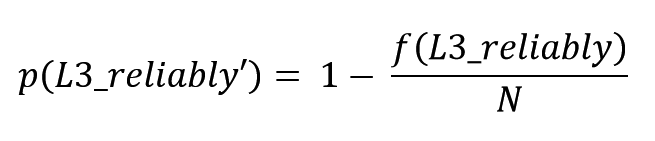 p(L3_reliably′) = 1 − f(L3_reliably) / N